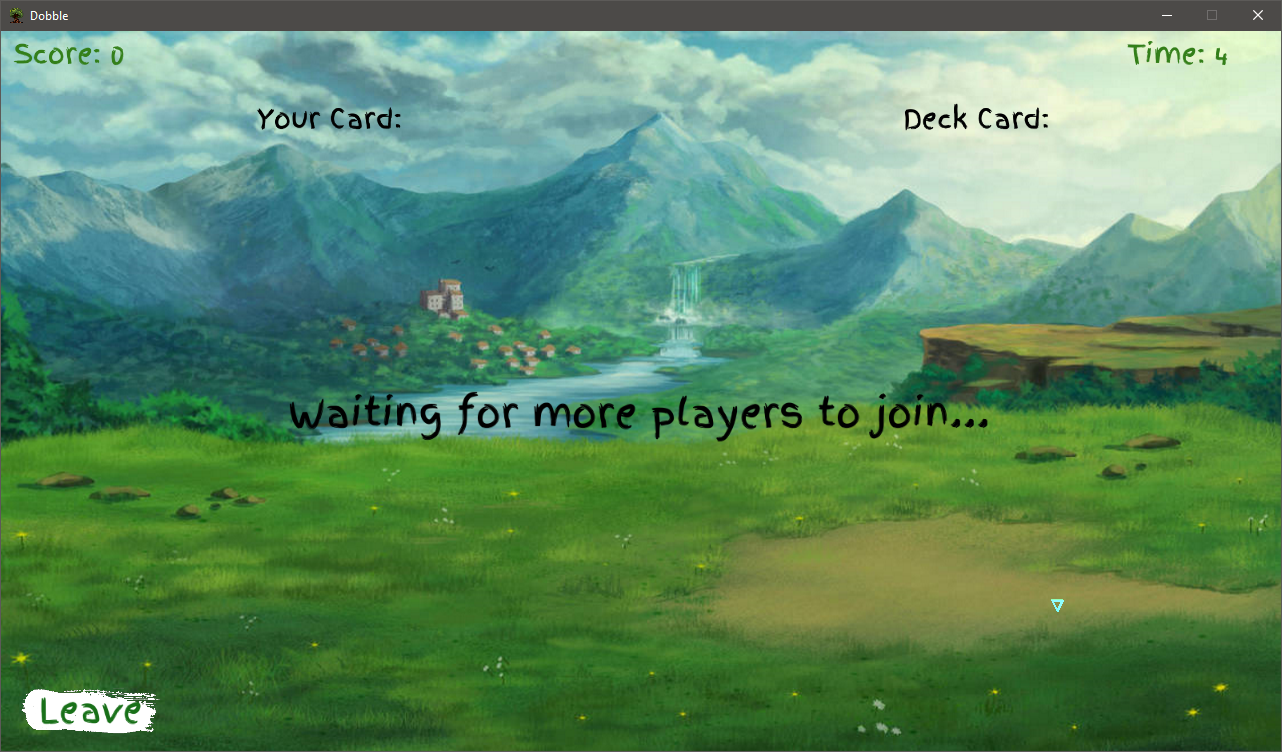 Dobble
Score: 0
Time: 4
Your Card:
Deck Card:
Waiting for more players to join...
Leave